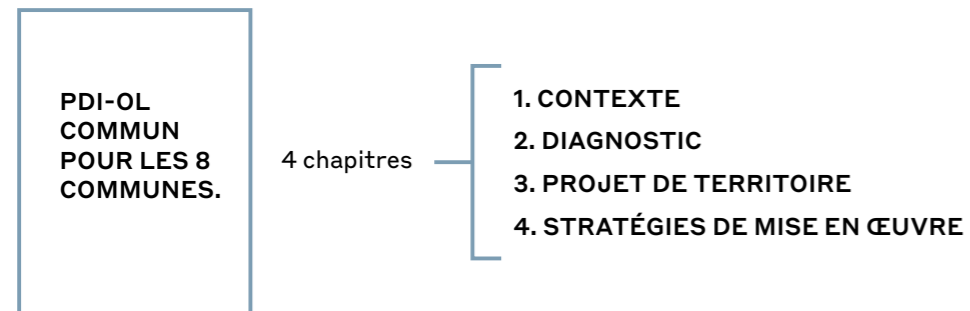 PDI-OL
COMMUN
POUR LES 8
COMMUNES.
4 chapitres
1. CONTEXTE
2. DIAGNOSTIC
3. PROJET DE TERRITOIRE
4. STRATÉGIES DE MISE EN ŒUVRE